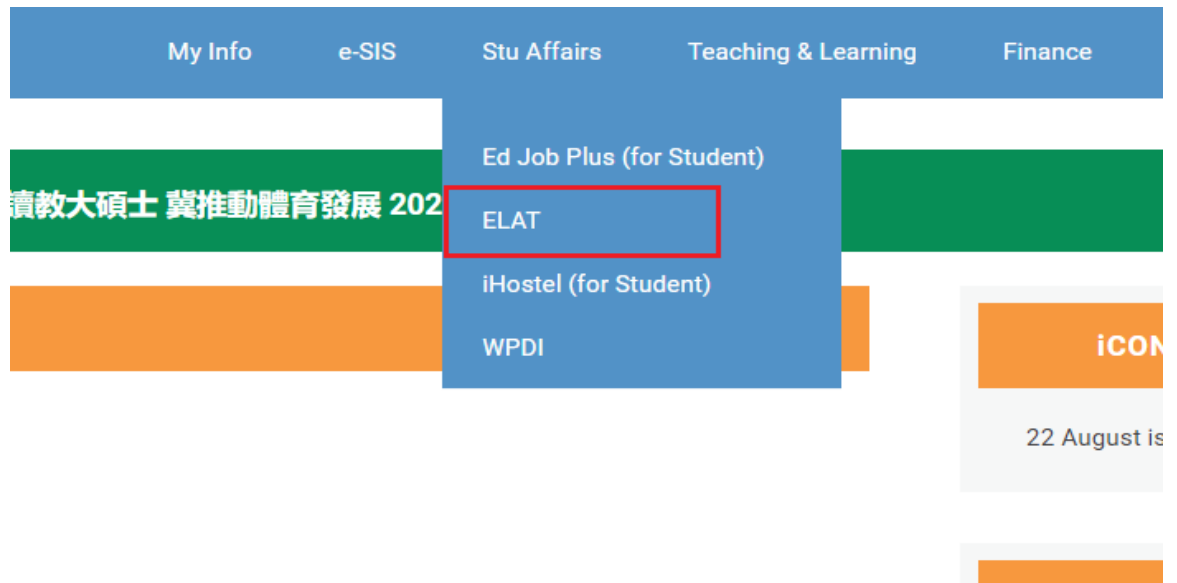 My Info e-SIS Stu Affairs Teaching & Learning Finance
Ed Job Plus (for Student)
讀教大碩士 冀推動體育發展 202
ELAT
iHostel (for Student)
WPDI
iCON
22 August is